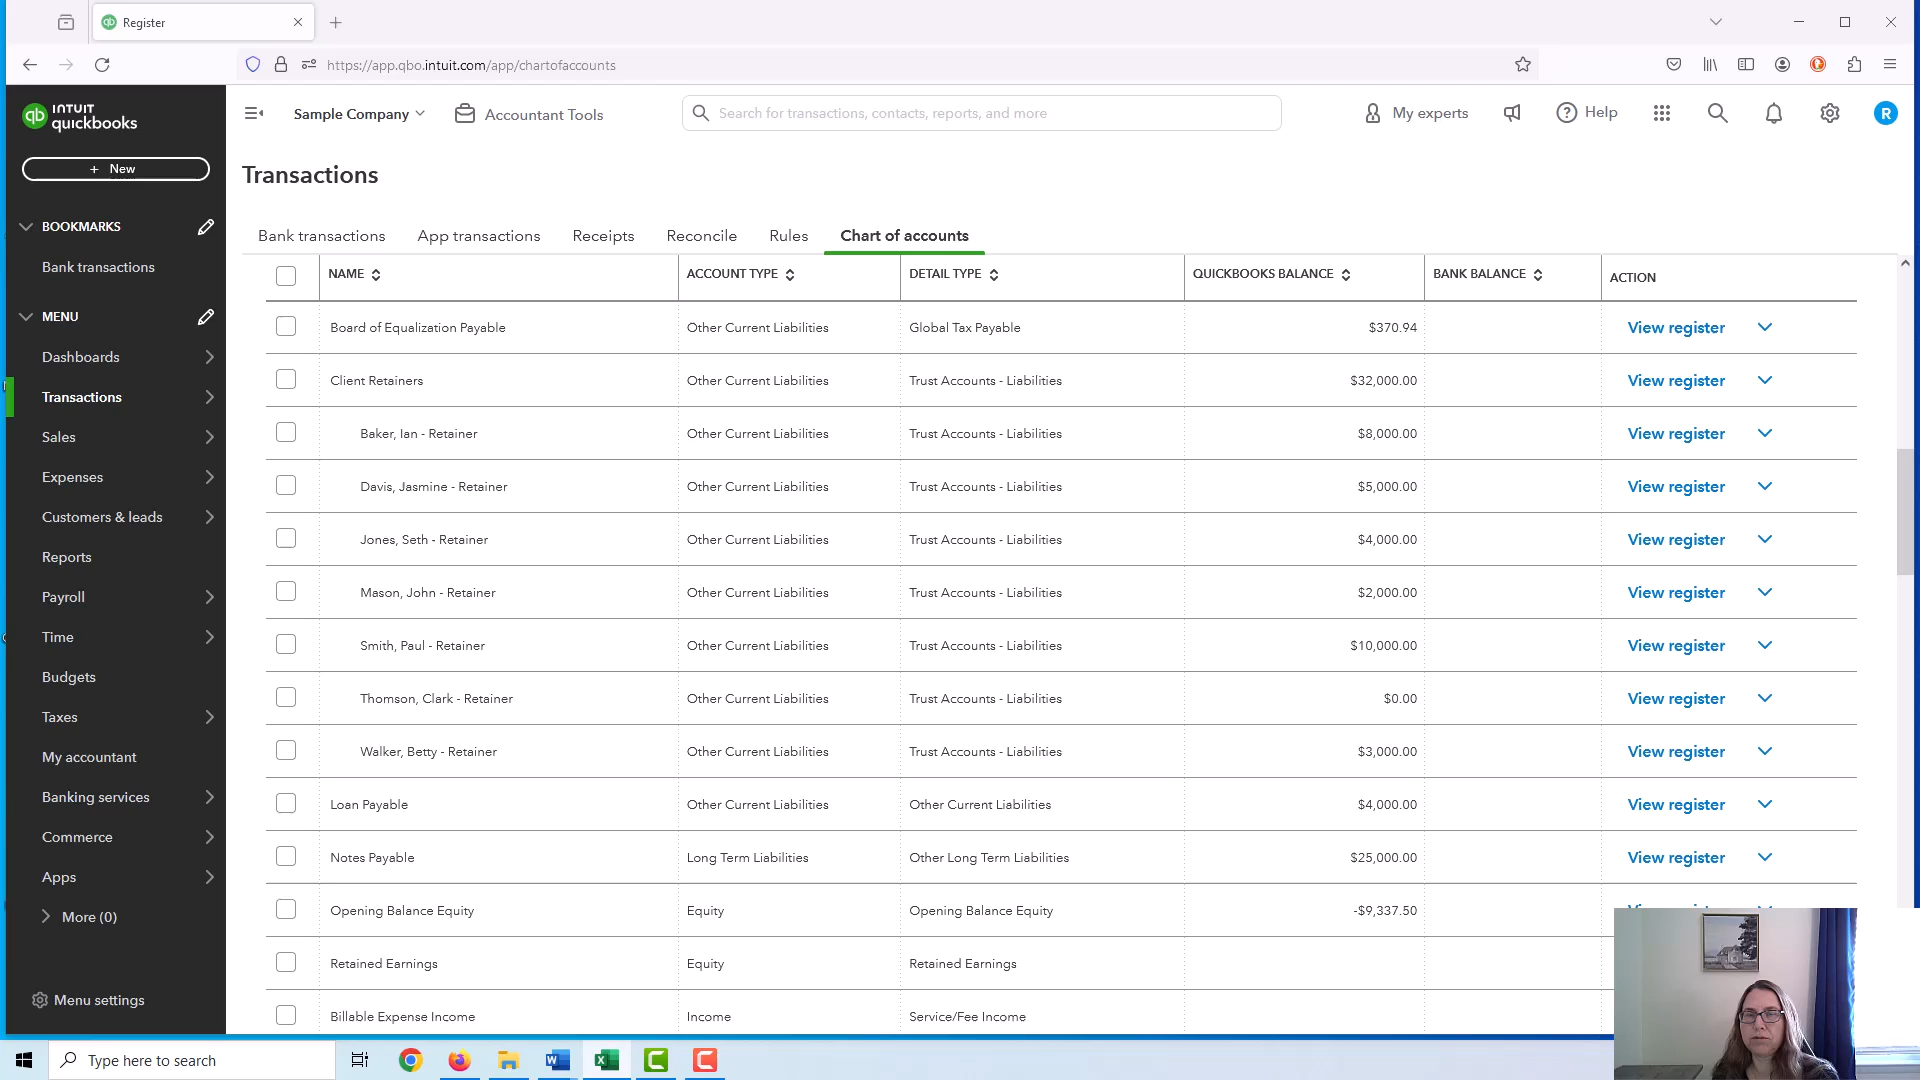 Register
https://app.qbo.intuit.com/app/chartofaccounts
INTUIT
quickbooks
Sample Company
Accountant Tools
Search for transactions, contacts, reports, and more
My experts
Help
R
+ New
Transactions
BOOKMARKS
Bank transactions
MENU
Dashboards
Transactions
Sales
Expenses
Customers & leads
Reports
Payroll
Time
Budgets
Taxes
My accountant
Banking services
Commerce
Apps
More (0)
Menu settings
Bank transactions App transactions Receipts Reconcile Rules Chart of accounts
NAME ACCOUNT TYPE DETAIL TYPE QUICKBOOKS BALANCE BANK BALANCE ACTION
Board of Equalization Payable Other Current Liabilities Global Tax Payable $370.94 View register
Client Retainers Other Current Liabilities Trust Accounts - Liabilities $32,000.00 View register
Baker, Ian - Retainer Other Current Liabilities Trust Accounts - Liabilities $8,000.00 View register
Davis, Jasmine - Retainer Other Current Liabilities Trust Accounts - Liabilities $5,000.00 View register
Jones, Seth - Retainer Other Current Liabilities Trust Accounts - Liabilities $4,000.00 View register
Mason, John - Retainer Other Current Liabilities Trust Accounts - Liabilities $2,000.00 View register
Smith, Paul - Retainer Other Current Liabilities Trust Accounts - Liabilities $10,000.00 View register
Thomson, Clark - Retainer Other Current Liabilities Trust Accounts - Liabilities $0.00 View register
Walker, Betty - Retainer Other Current Liabilities Trust Accounts - Liabilities $3,000.00 View register
Loan Payable Other Current Liabilities Other Current Liabilities $4,000.00 View register
Notes Payable Long Term Liabilities Other Long Term Liabilities $25,000.00 View register
Opening Balance Equity Equity Opening Balance Equity -$9,337.50
Retained Earnings Equity Retained Earnings
Billable Expense Income Income Service/Fee Income
Type here to search